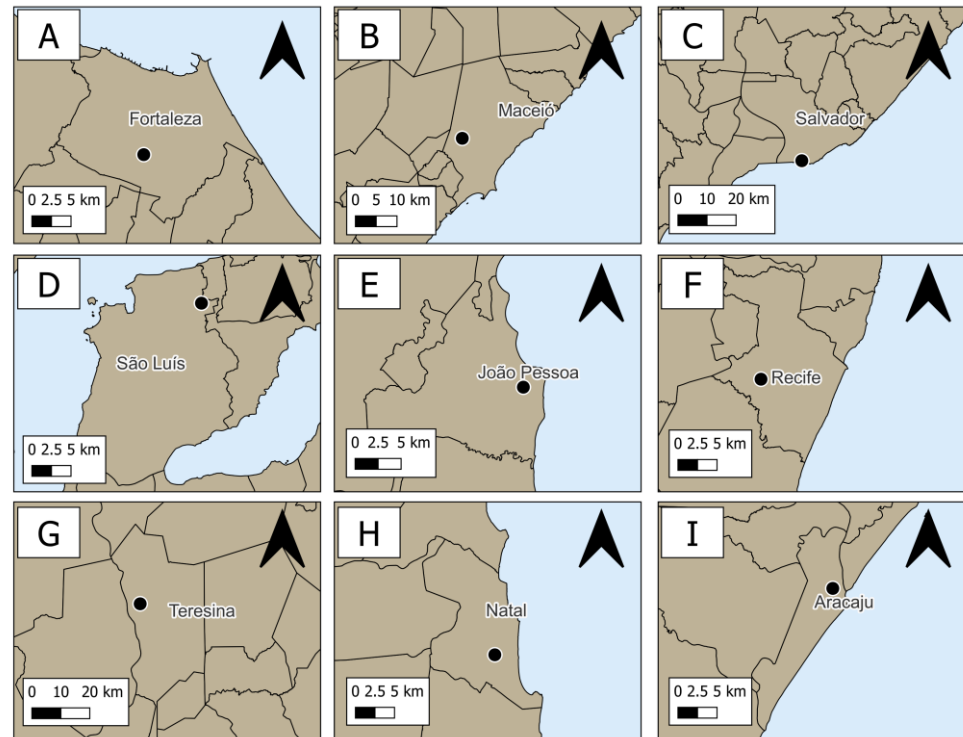 A
Fortaleza
0 2.5 5 km
B
Maceió
0 5 10 km
C
Salvador
0 10 20 km
D
São Luís
0 2.5 5 km
E
João Pessoa
0 2.5 5 km
F
Recife
0 2.5 5 km
G
Teresina
0 10 20 km
H
Natal
0 2.5 5 km
I
Aracaju
0 2.5 5 km